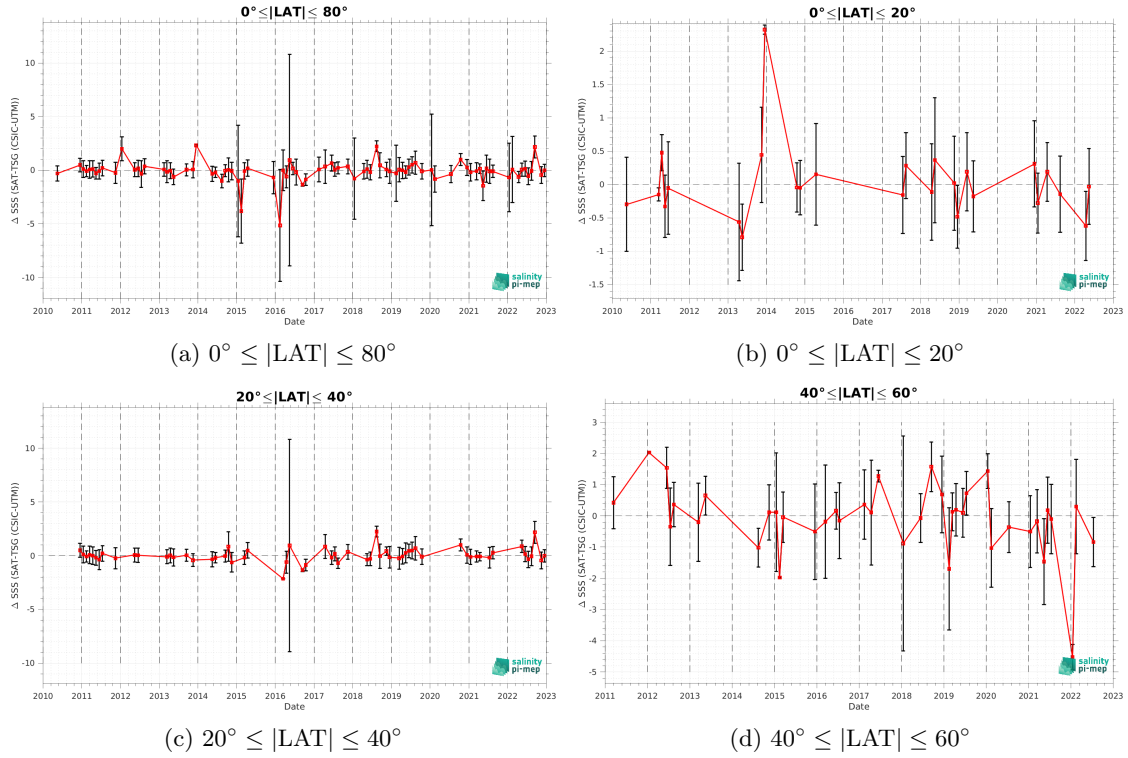 0°≤|LAT|≤ 80°
Δ SSS (SAT-TSG (CSIC-UTM))
10
5
0
-5
-10
2010 2011 2012 2013 2014 2015 2016 2017 2018 2019 2020 2021 2022 2023
Date
salinity
pi-mep
(a) 0° ≤ |LAT| ≤ 80°
0°≤|LAT|≤ 20°
Δ SSS (SAT-TSG (CSIC-UTM))
2
1.5
1
0.5
0
-0.5
-1
-1.5
2010 2011 2012 2013 2014 2015 2016 2017 2018 2019 2020 2021 2022 2023
Date
salinity
pi-mep
(b) 0° ≤ |LAT| ≤ 20°
20°≤|LAT|≤ 40°
Δ SSS (SAT-TSG (CSIC-UTM))
10
5
0
-5
-10
2010 2011 2012 2013 2014 2015 2016 2017 2018 2019 2020 2021 2022 2023
Date
salinity
pi-mep
(c) 20° ≤ |LAT| ≤ 40°
40°≤|LAT|≤ 60°
Δ SSS (SAT-TSG (CSIC-UTM))
3
2
1
0
-1
-2
-3
-4
-5
2011 2012 2013 2014 2015 2016 2017 2018 2019 2020 2021 2022 2023
Date
salinity
pi-mep
(d) 40° ≤ |LAT| ≤ 60°